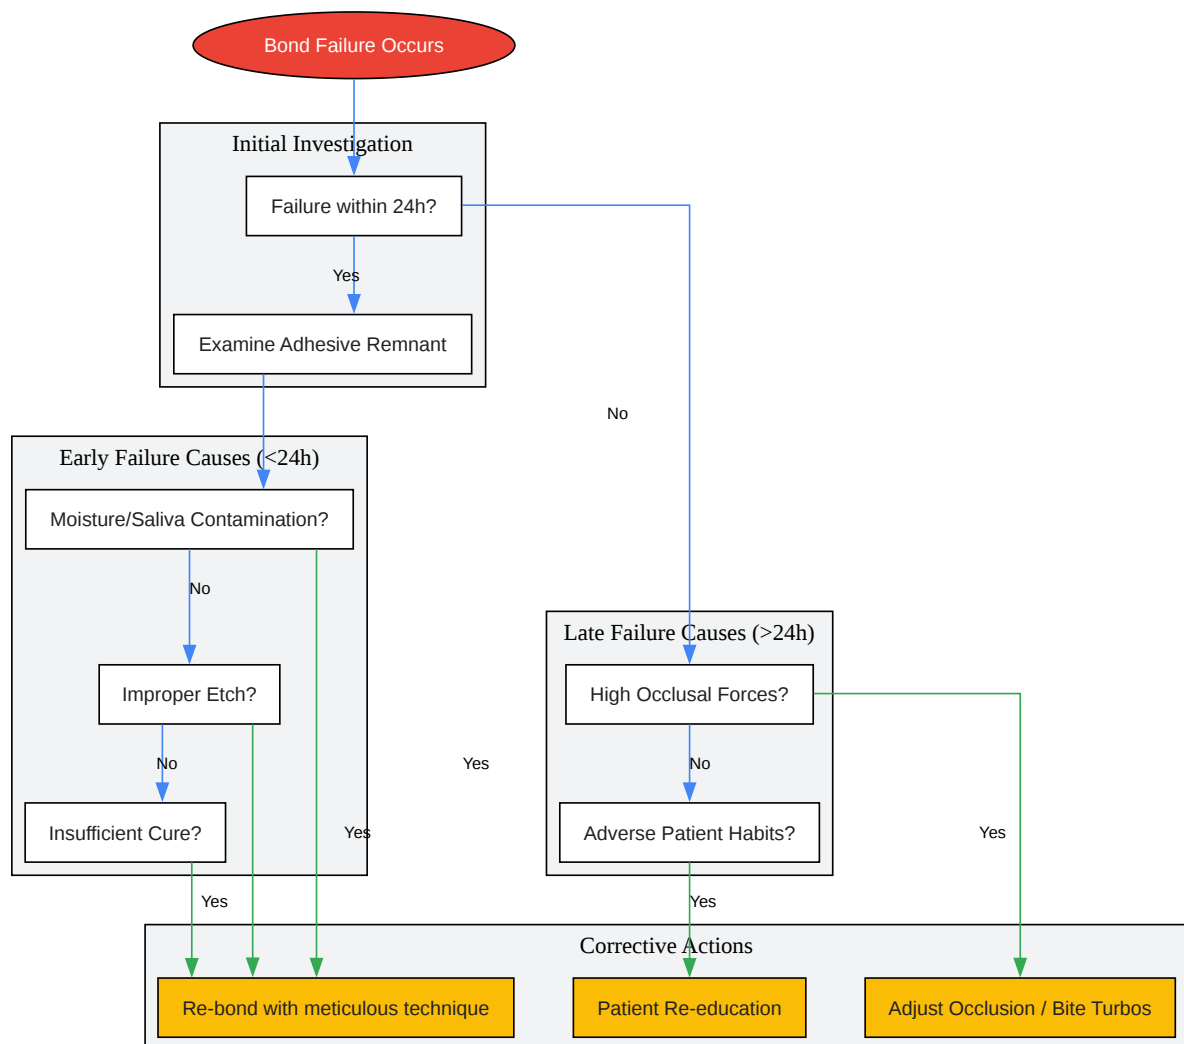 Bond Failure Occurs
Initial Investigation
Failure within 24h?
Yes
Examine Adhesive Remnant
No
Early Failure Causes (<24h)
Moisture/Saliva Contamination?
No
Improper Etch?
No
Insufficient Cure?
Yes
Yes
Yes
Late Failure Causes (>24h)
High Occlusal Forces?
No
Adverse Patient Habits?
Yes
Yes
Corrective Actions
Re-bond with meticulous technique
Patient Re-education
Adjust Occlusion / Bite Turbos